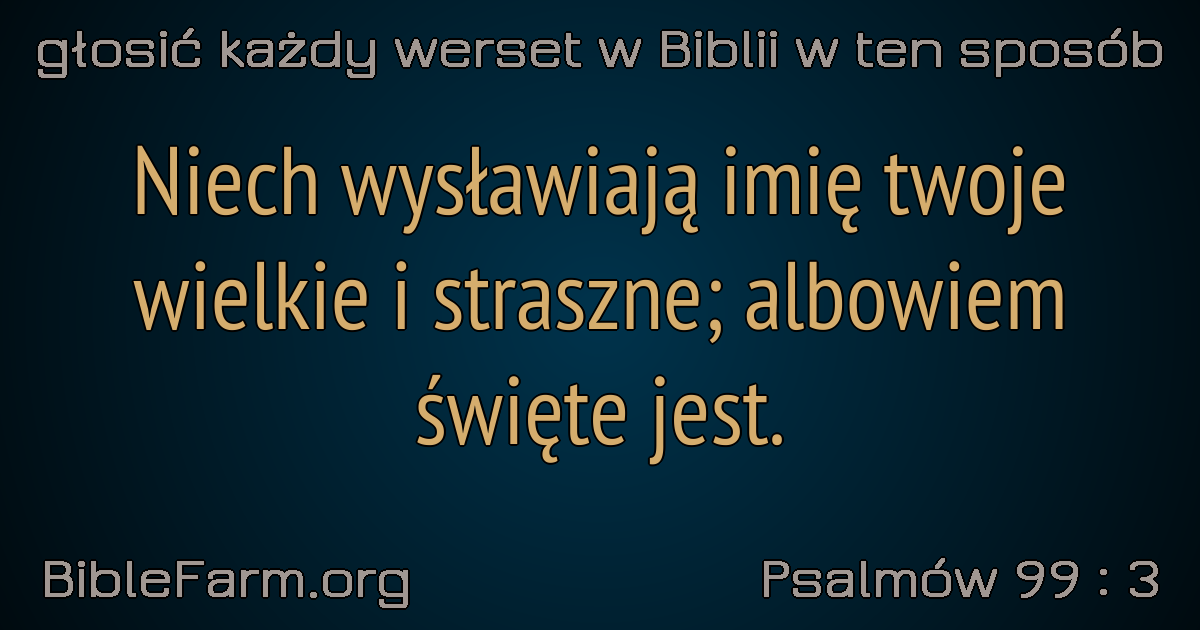 głosić każdy werset w Biblii w ten sposób
Niech wysławiają imię twoje
wielkie i straszne; albowiem
święte jest.
BibleFarm.org
Psalmów 99 : 3